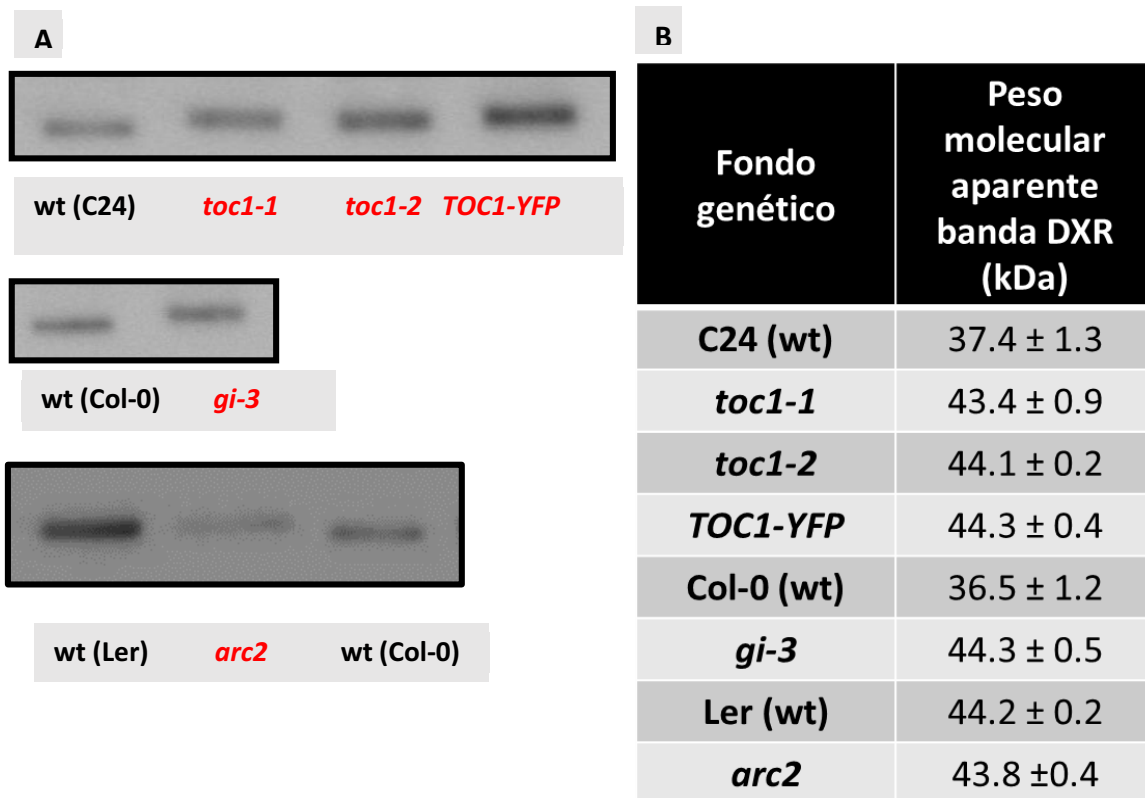 A
wt (C24) toc1-1 toc1-2 TOC1-YFP
wt (Col-0) gi-3
wt (Ler) arc2 wt (Col-0)
B
Fondo
genético
Peso
molecular
aparente
banda DXR
(kDa)
C24 (wt) 37.4 ± 1.3
toc1-1 43.4 ± 0.9
toc1-2 44.1 ± 0.2
TOC1-YFP 44.3 ± 0.4
Col-0 (wt) 36.5 ± 1.2
gi-3 44.3 ± 0.5
Ler (wt) 44.2 ± 0.2
arc2 43.8 ±0.4